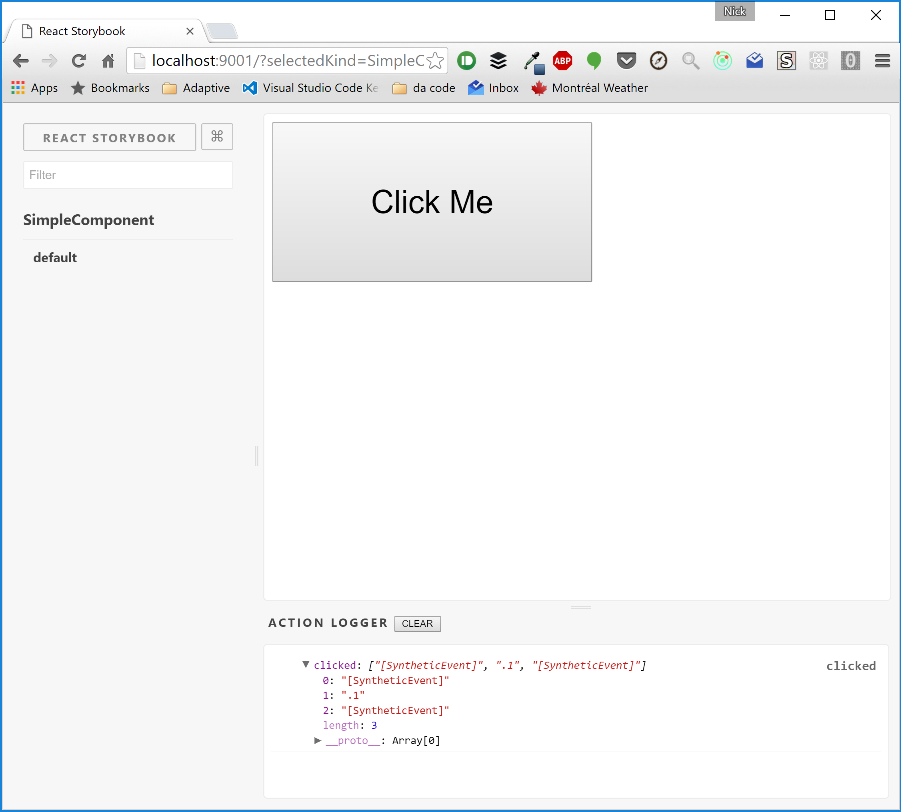 Nick
React Storybook
localhost:9001/?selectedKind=SimpleC
ABP
S
0
Apps
Bookmarks
Adaptive
Visual Studio Code Ke
da code
Inbox
Montréal Weather
REACT STORYBOOK
⌘
Filter
SimpleComponent
default
Click Me
ACTION LOGGER
CLEAR
▼ clicked: ["[SyntheticEvent]", ".1", "[SyntheticEvent]"]
clicked
0: "[SyntheticEvent]"
1: ".1"
2: "[SyntheticEvent]"
length: 3
▶ __proto__: Array[0]